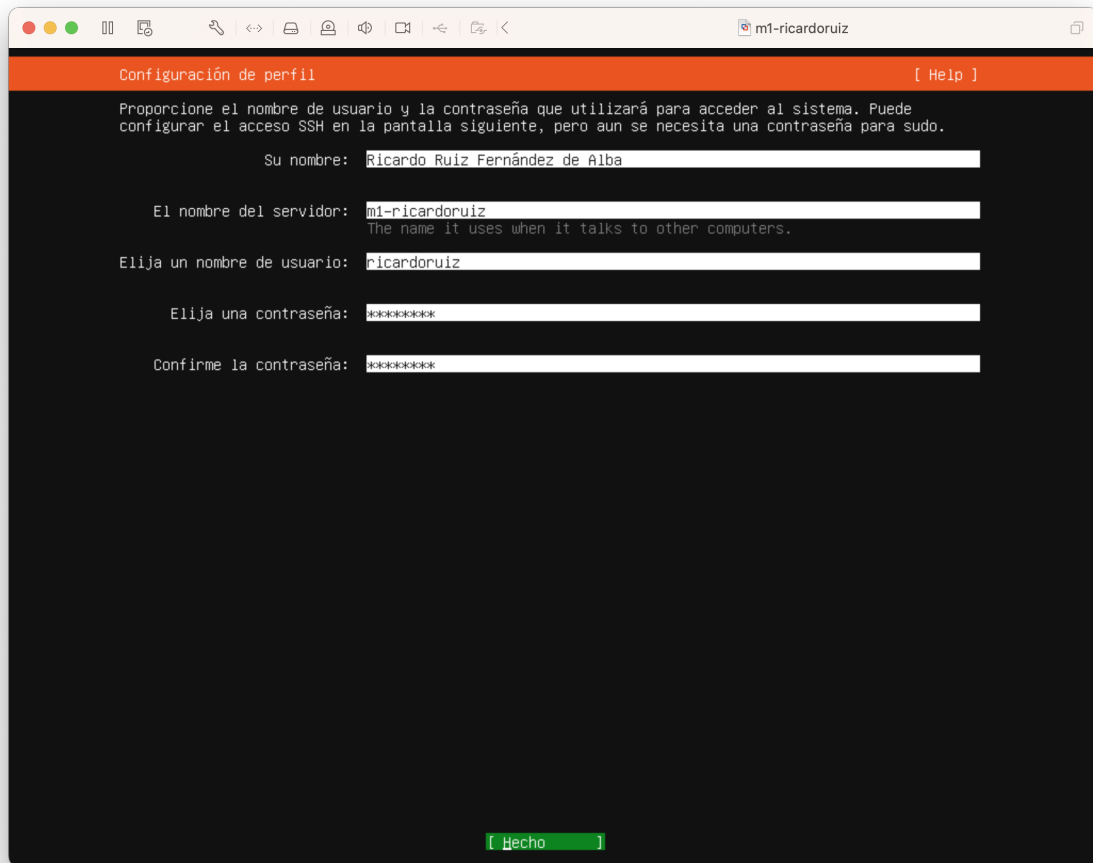 m1-ricardoruiz
Configuración de perfil [ Help ]
Proporcione el nombre de usuario y la contraseña que utilizará para acceder al sistema. Puede
configurar el acceso SSH en la pantalla siguiente, pero aun se necesita una contraseña para sudo.
Su nombre: Ricardo Ruiz Fernández de Alba
El nombre del servidor: m1-ricardoruiz
The name it uses when it talks to other computers.
Elija un nombre de usuario: ricardoruiz
Elija una contraseña: ********
Confirme la contraseña: ********
[ Hecho ]